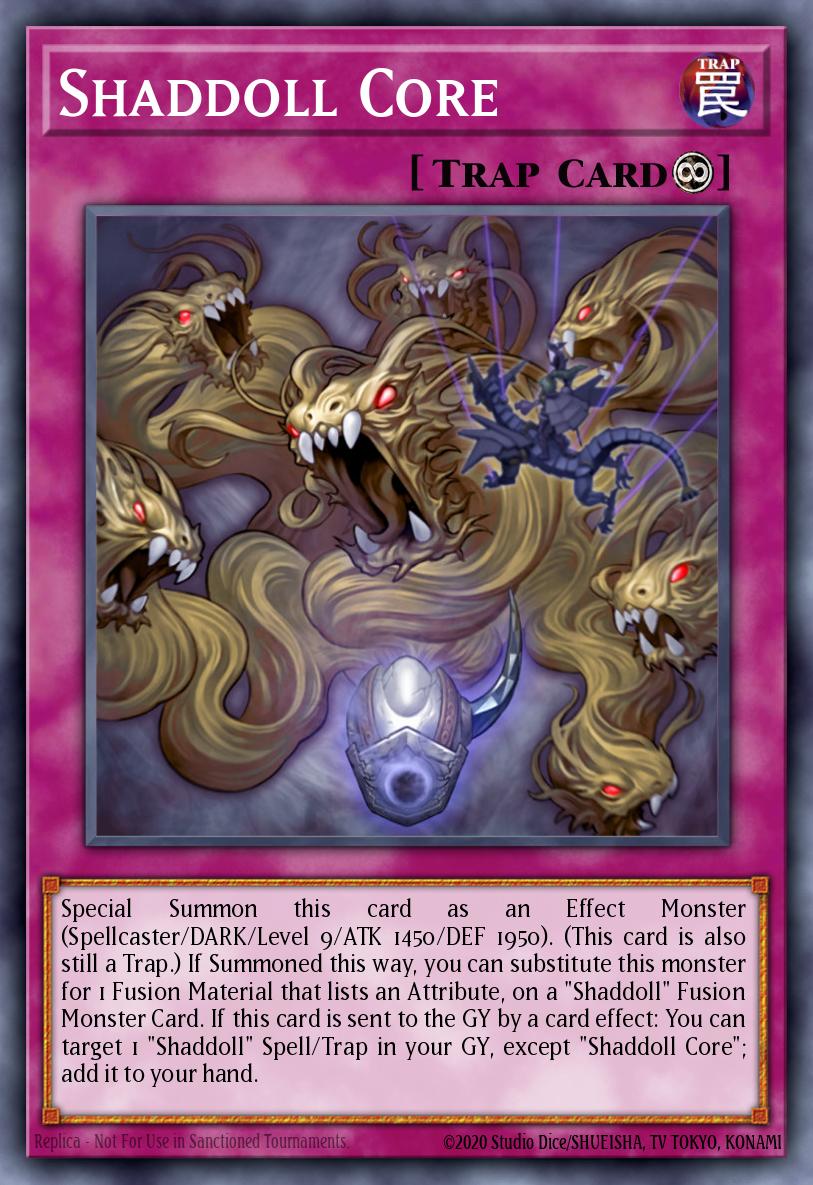 Shaddoll Core
TRAP
罠
[Trap Card]
Special Summon this card as an Effect Monster
(Spellcaster/DARK/Level 9/ATK 1450/DEF 1950). (This card is also
still a Trap.) If Summoned this way, you can substitute this monster
for 1 Fusion Material that lists an Attribute, on a "Shaddoll" Fusion
Monster Card. If this card is sent to the GY by a card effect: You can
target 1 "Shaddoll" Spell/Trap in your GY, except "Shaddoll Core";
add it to your hand.
Replica - Not For Use in Sanctioned Tournaments.
©2020 Studio Dice/SHUEISHA, TV TOKYO, KONAMI